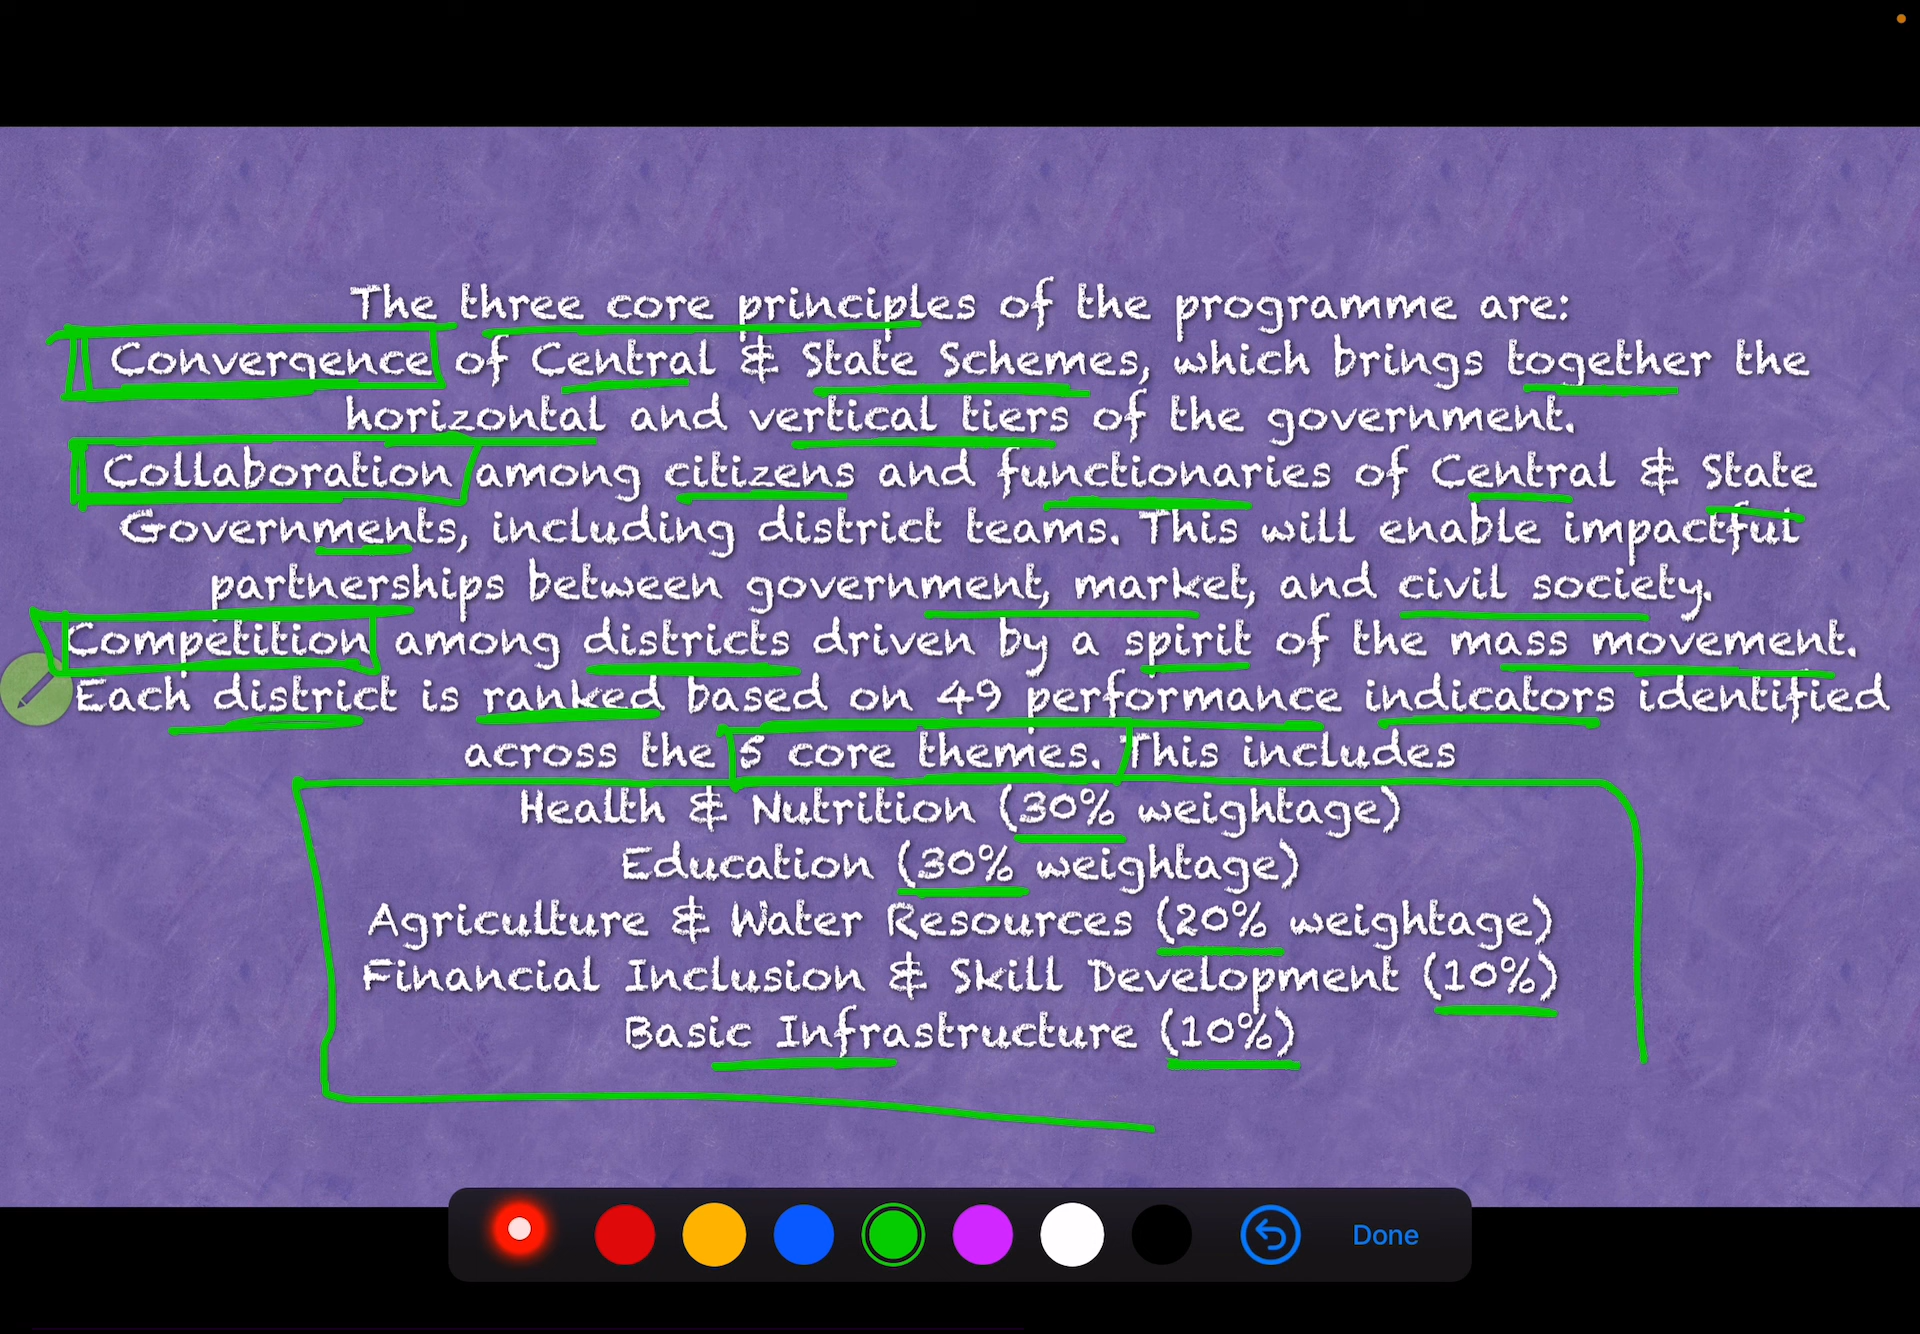 The three core principles of the programme are:
Convergence of Central & State Schemes, which brings together the
horizontal and vertical tiers of the government.
Collaboration among citizens and functionaries of Central & State
Governments, including district teams. This will enable impactful
partnerships between government, market, and civil society.
Competition among districts driven by a spirit of the mass movement.
Each district is ranked based on 49 performance indicators identified
across the 5 core themes. This includes
Health & Nutrition (30% weightage)
Education (30% weightage)
Agriculture & Water Resources (20% weightage)
Financial Inclusion & Skill Development (10%)
Basic Infrastructure (10%)
Done